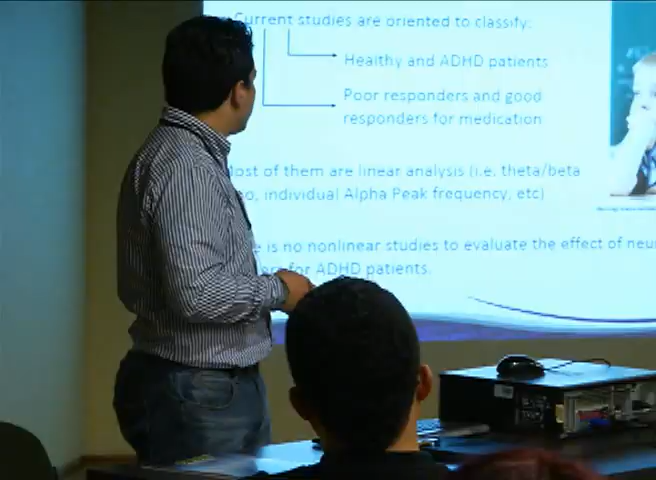 Current studies are oriented to classify:
Healthy and ADHD patients
Poor responders and good
responders for medication
Most of them are linear analysis (i.e. theta/beta
individual Alpha Peak frequency, etc)
is no nonlinear studies to evaluate the effect of
for ADHD patients.